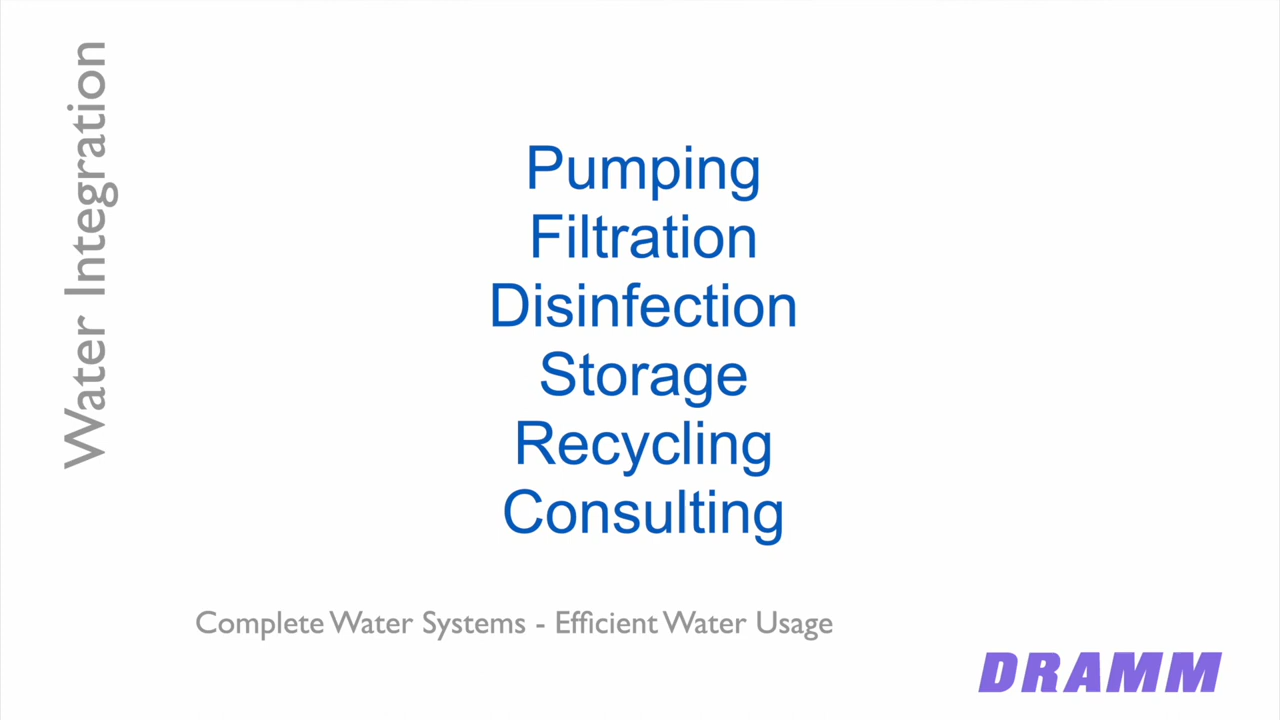 Water Integration
Pumping
Filtration
Disinfection
Storage
Recycling
Consulting
Complete Water Systems - Efficient Water Usage
DRAMM